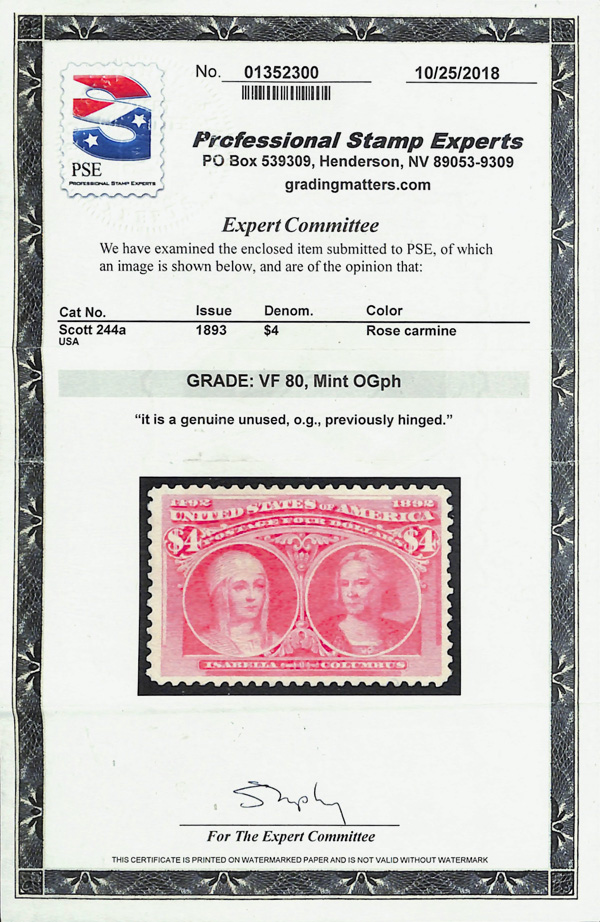 No. 01352300 10/25/2018
PSE
PROFESSIONAL STAMP EXPERTS
Professional Stamp Experts
PO Box 539309, Henderson, NV 89053-9309
gradingmatters.com
Expert Committee
We have examined the enclosed item submitted to PSE, of which
an image is shown below, and are of the opinion that:
Cat No. Issue Denom. Color
Scott 244a 1893 $4 Rose carmine
USA
GRADE: VF 80, Mint OGph
“it is a genuine unused, o.g., previously hinged.”
1492 1892
UNITED STATES OF AMERICA
POSTAGE FOUR DOLLARS
$4 $4
ISABELLA COLUMBUS
For The Expert Committee
THIS CERTIFICATE IS PRINTED ON WATERMARKED PAPER AND IS NOT VALID WITHOUT WATERMARK